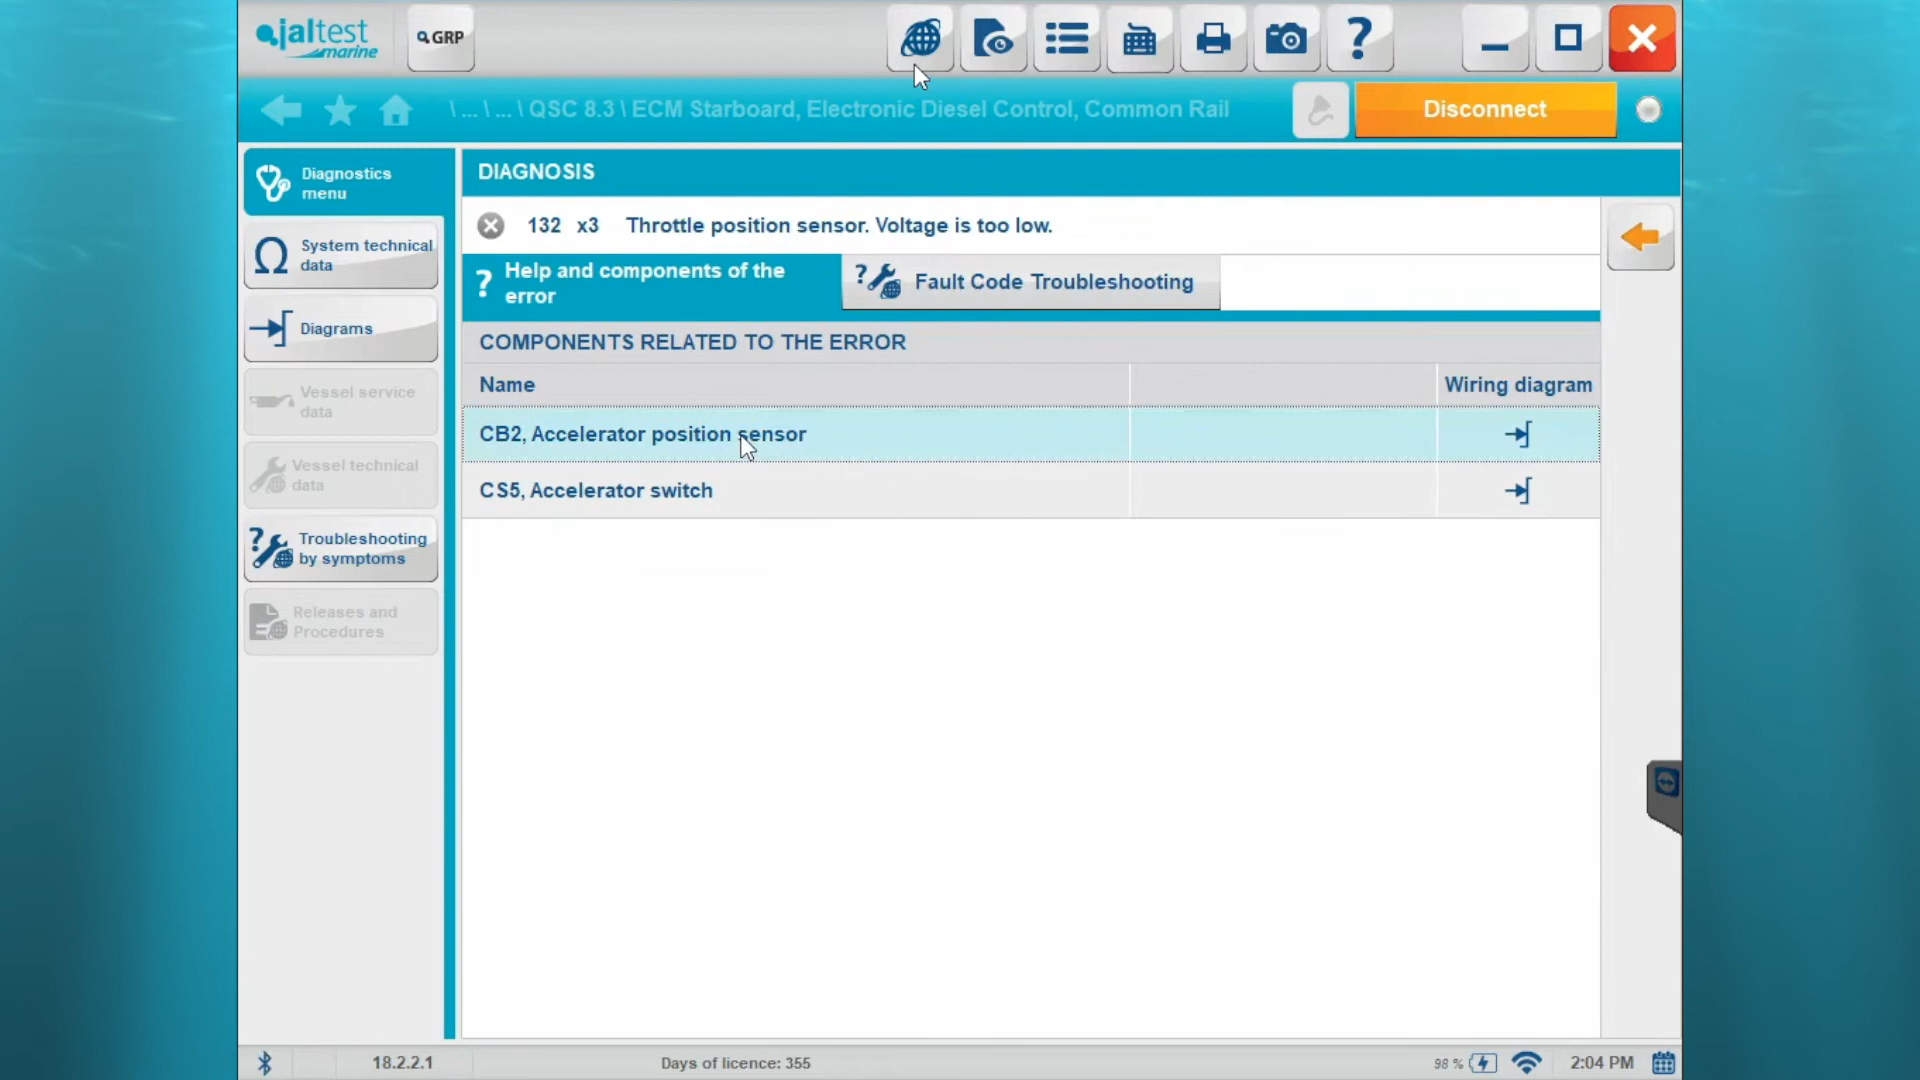 jaltest
marine
GRP
?
\ ... \ ... \ QSC 8.3 \ ECM Starboard, Electronic Diesel Control, Common Rail
Disconnect
Diagnostics
menu
System technical
data
Diagrams
Vessel service
data
Vessel technical
data
Troubleshooting
by symptoms
Releases and
Procedures
DIAGNOSIS
132 x3 Throttle position sensor. Voltage is too low.
? Help and components of the
error
Fault Code Troubleshooting
COMPONENTS RELATED TO THE ERROR
Name
Wiring diagram
CB2, Accelerator position sensor
CS5, Accelerator switch
18.2.2.1
Days of licence: 355
98 %
2:04 PM